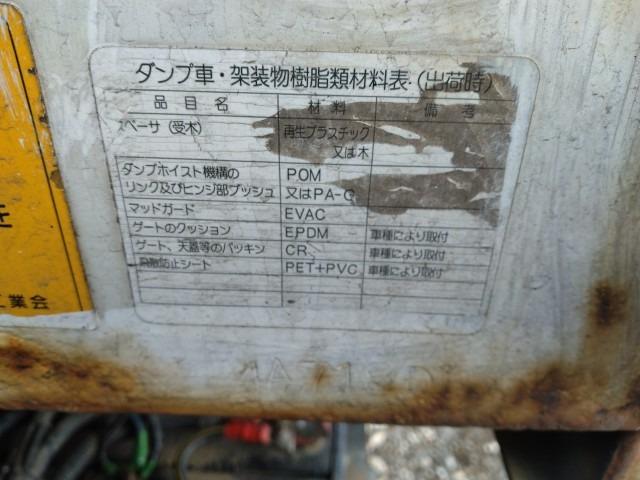 ダンプ車・架装物樹脂類材料表 (出荷時)
品目名 材料 備考
スペーサ(受木) 再生プラスチック
又は木
ダンプホイスト機構の
リンク及びヒンジ部ブッシュ POM
又はPA-G
マッドガード EVAC
ゲートのクッション EPDM 車種により取付
ゲート、天蓋等のパッキン CR 車種により取付
飛散防止シート PET+PVC 車種により取付
を
工業会